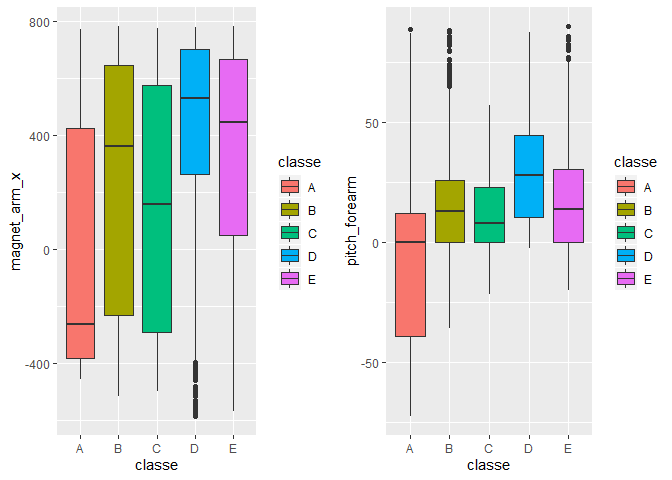 800
400
0
-400
magnet_arm_x
A B C D E
classe
classe
A
B
C
D
E
50
0
-50
pitch_forearm
A B C D E
classe
classe
A
B
C
D
E